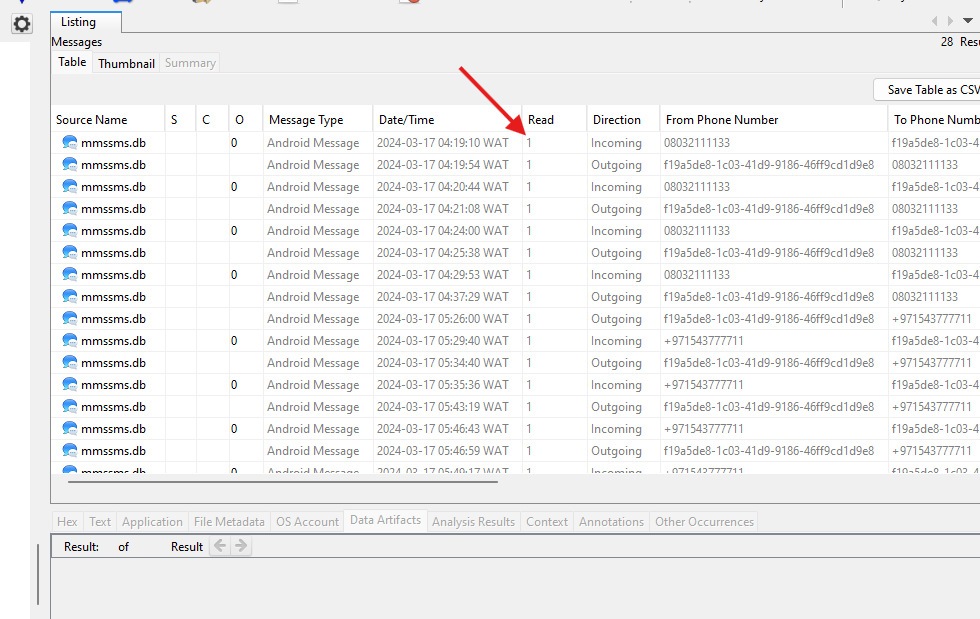 Listing
Messages
28 Resu
Table Thumbnail Summary
Save Table as CSV
Source Name S C O Message Type Date/Time Read Direction From Phone Number To Phone Numb
mmssms.db 0 Android Message 2024-03-17 04:19:10 WAT 1 Incoming 08032111133 f19a5de8-1c03-4
mmssms.db Android Message 2024-03-17 04:19:54 WAT 1 Outgoing f19a5de8-1c03-41d9-9186-46ff9cd1d9e8 08032111133
mmssms.db 0 Android Message 2024-03-17 04:20:44 WAT 1 Incoming 08032111133 f19a5de8-1c03-4
mmssms.db Android Message 2024-03-17 04:21:08 WAT 1 Outgoing f19a5de8-1c03-41d9-9186-46ff9cd1d9e8 08032111133
mmssms.db 0 Android Message 2024-03-17 04:24:00 WAT 1 Incoming 08032111133 f19a5de8-1c03-4
mmssms.db Android Message 2024-03-17 04:25:38 WAT 1 Outgoing f19a5de8-1c03-41d9-9186-46ff9cd1d9e8 08032111133
mmssms.db 0 Android Message 2024-03-17 04:29:53 WAT 1 Incoming 08032111133 f19a5de8-1c03-4
mmssms.db Android Message 2024-03-17 04:37:29 WAT 1 Outgoing f19a5de8-1c03-41d9-9186-46ff9cd1d9e8 08032111133
mmssms.db Android Message 2024-03-17 05:26:00 WAT 1 Outgoing f19a5de8-1c03-41d9-9186-46ff9cd1d9e8 +971543777711
mmssms.db 0 Android Message 2024-03-17 05:29:40 WAT 1 Incoming +971543777711 f19a5de8-1c03-4
mmssms.db Android Message 2024-03-17 05:34:40 WAT 1 Outgoing f19a5de8-1c03-41d9-9186-46ff9cd1d9e8 +971543777711
mmssms.db 0 Android Message 2024-03-17 05:35:36 WAT 1 Incoming +971543777711 f19a5de8-1c03-4
mmssms.db Android Message 2024-03-17 05:43:19 WAT 1 Outgoing f19a5de8-1c03-41d9-9186-46ff9cd1d9e8 +971543777711
mmssms.db 0 Android Message 2024-03-17 05:46:43 WAT 1 Incoming +971543777711 f19a5de8-1c03-4
mmssms.db Android Message 2024-03-17 05:46:59 WAT 1 Outgoing f19a5de8-1c03-41d9-9186-46ff9cd1d9e8 +971543777711
mmssms.db 0 Android Message 2024-03-17 05:49:17 WAT 1 Incoming +971543777711 f19a5de8-1c03-4
Hex Text Application File Metadata OS Account Data Artifacts Analysis Results Context Annotations Other Occurrences
Result: of Result